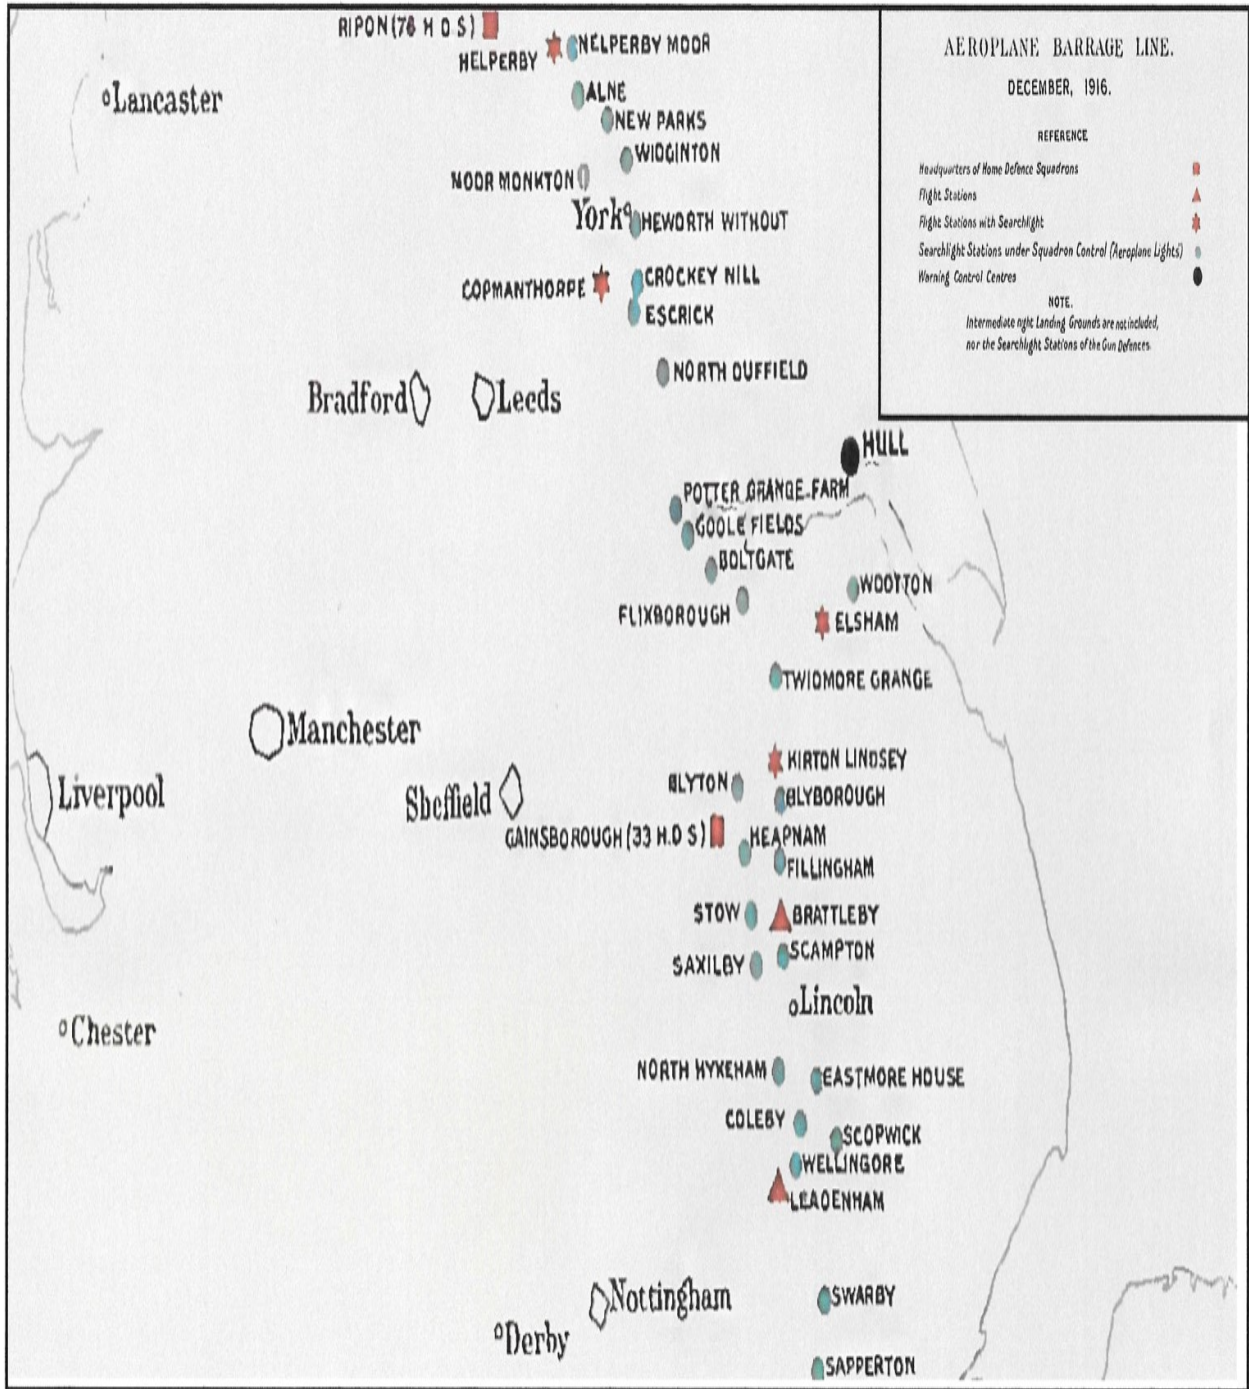 RIPON (76 H D S)
HELPERBY
NELPERBY MOOR
Lancaster
ALNE
NEW PARKS
WIDGINTON
MOOR MONKTON
York
HEWORTH WITHOUT
COPMANTHORPE
CROCKEY NILL
ESCRICK
NORTH DUFFIELD
Bradford
Leeds
AEROPLANE BARRAGE LINE.
DECEMBER, 1916.
REFERENCE
Headquarters of Home Defence Squadrons
Flight Stations
Flight Stations with Searchlight
Searchlight Stations under Squadron Control (Aeroplane Lights)
Warning Control Centres
NOTE.
Intermediate night Landing Grounds are not included,
nor the Searchlight Stations of the Gun Defences.
HULL
POTTER GRANGE FARM
GOOLE FIELDS
BOLTGATE
WOOTTON
FLIXBOROUGH
ELSHAM
TWIDMORE GRANGE
Manchester
KIRTON LINDSEY
Liverpool
Sheffield
BLYTON
BLYBOROUGH
GAINSBOROUGH (33 H.D S)
HEAPNAM
FILLINGHAM
STOW
BRATTLEBY
SCAMPTON
SAXILBY
Lincoln
Chester
NORTH HYKEHAM
EASTMORE HOUSE
COLEBY
SCOPWICK
WELLINGORE
LEADENHAM
Nottingham
SWARBY
Derby
SAPPERTON